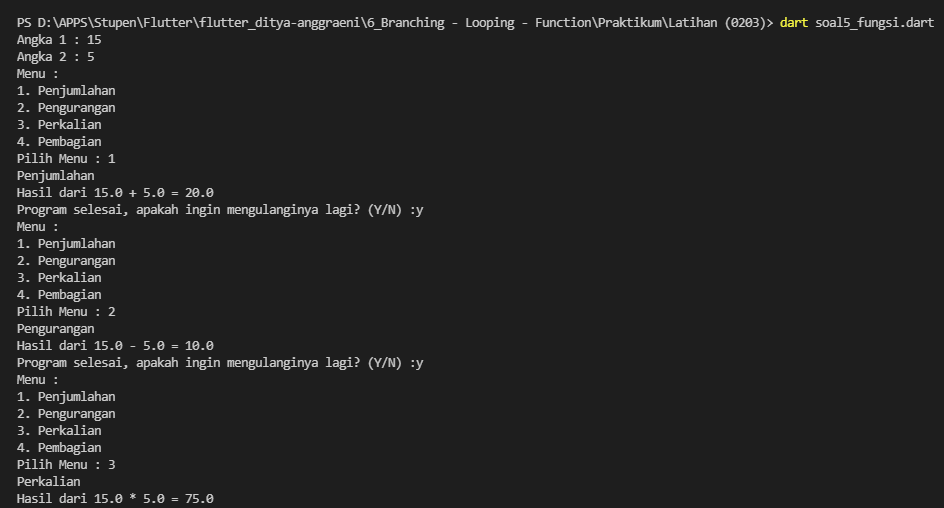 PS D:\APPS\Stupen\Flutter\flutter_ditya-anggraeni\6_Branching - Looping - Function\Praktikum\Latihan (0203)> dart soal5_fungsi.dart
Angka 1 : 15
Angka 2 : 5
Menu :
1. Penjumlahan
2. Pengurangan
3. Perkalian
4. Pembagian
Pilih Menu : 1
Penjumlahan
Hasil dari 15.0 + 5.0 = 20.0
Program selesai, apakah ingin mengulanginya lagi? (Y/N) :y
Menu :
1. Penjumlahan
2. Pengurangan
3. Perkalian
4. Pembagian
Pilih Menu : 2
Pengurangan
Hasil dari 15.0 - 5.0 = 10.0
Program selesai, apakah ingin mengulanginya lagi? (Y/N) :y
Menu :
1. Penjumlahan
2. Pengurangan
3. Perkalian
4. Pembagian
Pilih Menu : 3
Perkalian
Hasil dari 15.0 * 5.0 = 75.0